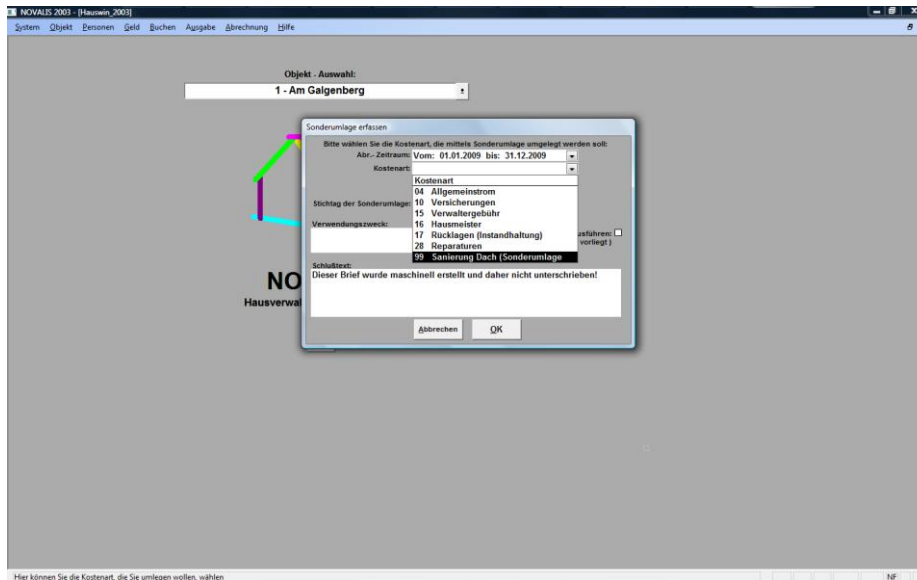 NOVALIS 2003 - [Hauswin_2003]
System Objekt Personen Geld Buchen Ausgabe Abrechnung Hilfe
Objekt - Auswahl:
1 - Am Galgenberg
Sonderumlage erfassen
Bitte wählen Sie die Kostenart, die mittels Sonderumlage umgelegt werden soll:
Abr.- Zeitraum: Vom: 01.01.2009 bis: 31.12.2009
Kostenart:
Kostenart
04 Allgemeinstrom
Stichtag der Sonderumlage: 10 Versicherungen
15 Verwaltergebühr
Verwendungszweck: 16 Hausmeister
17 Rücklagen (Instandhaltung) usführen:
28 Reparaturen vorliegt )
99 Sanierung Dach (Sonderumlage
Schlußtext:
Dieser Brief wurde maschinell erstellt und daher nicht unterschrieben!
NO
Hausverwal
Abbrechen OK
Hier können Sie die Kostenart, die Sie umlegen wollen, wählen NF